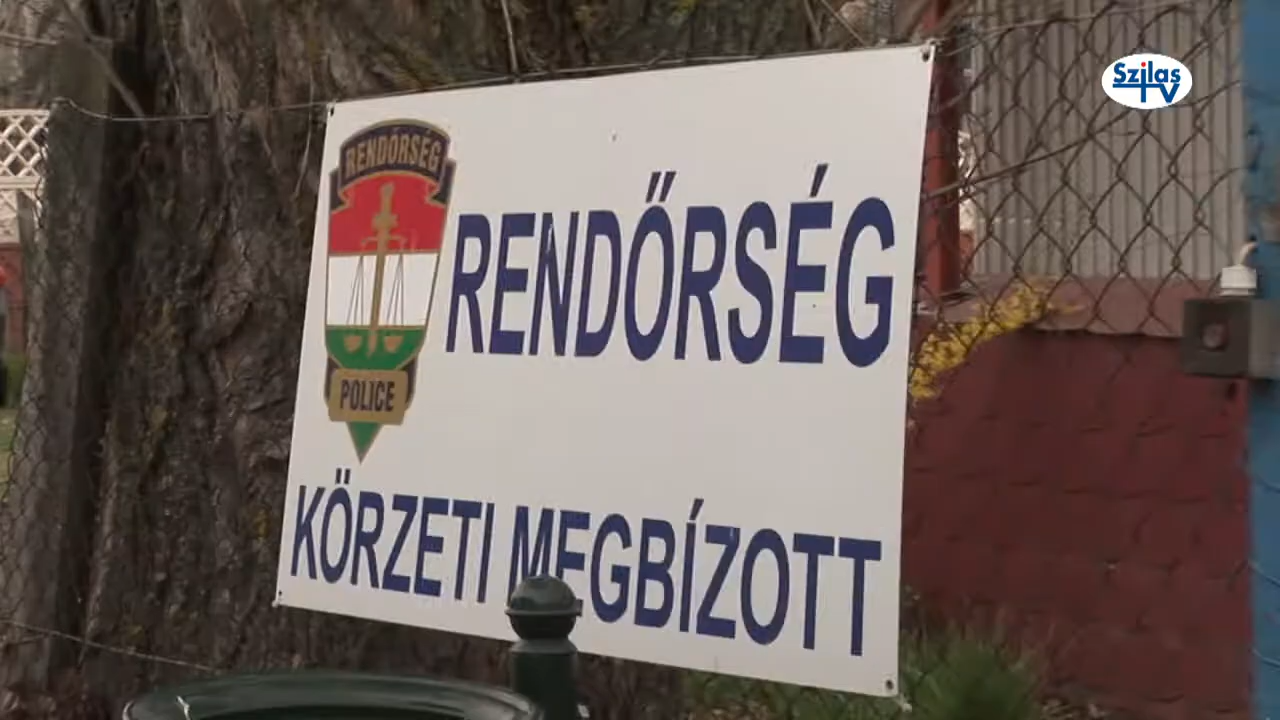 Szilas
TV
RENDŐRSÉG
POLICE
RENDŐRSÉG
KÖRZETI MEGBÍZOTT